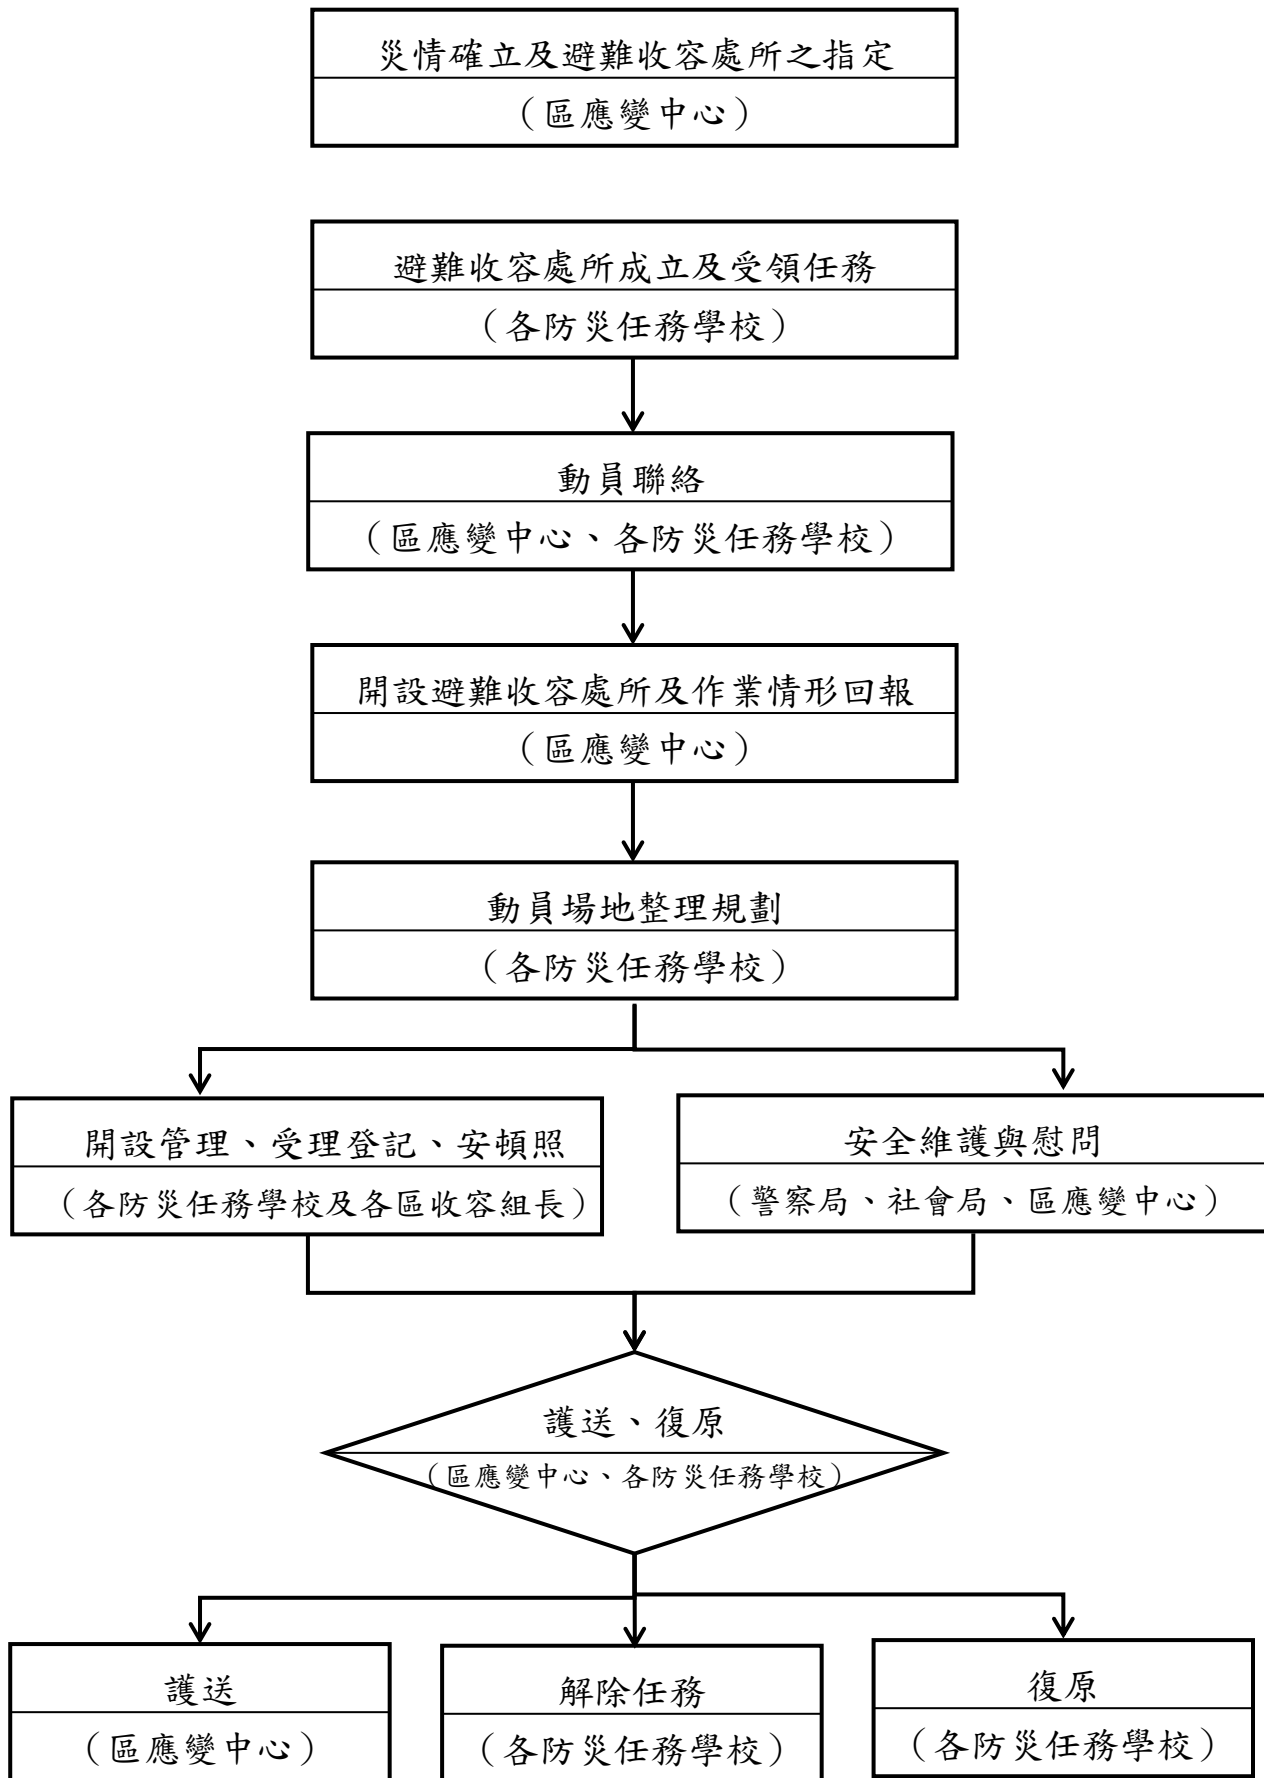 災情確立及避難收容處所之指定
（區應變中心）
避難收容處所成立及受領任務
（各防災任務學校）
動員聯絡
（區應變中心、各防災任務學校）
開設避難收容處所及作業情形回報
（區應變中心）
動員場地整理規劃
（各防災任務學校）
開設管理、受理登記、安頓照
（各防災任務學校及各區收容組長）
安全維護與慰問
（警察局、社會局、區應變中心）
護送、復原
（區應變中心、各防災任務學校）
護送
（區應變中心）
解除任務
（各防災任務學校）
復原
（各防災任務學校）